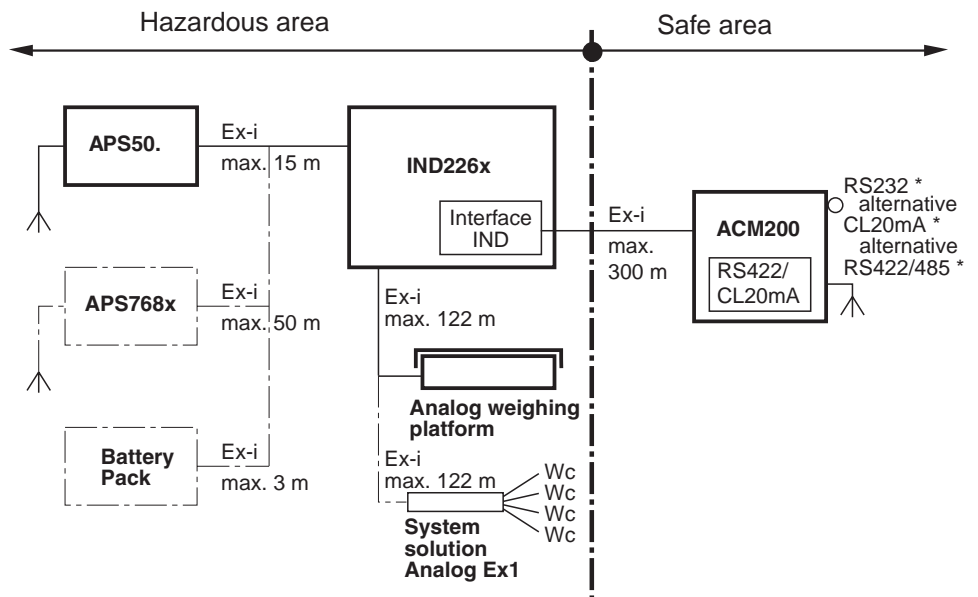 Hazardous area
Safe area
APS50.
Ex-i
max. 15 m
IND226x
Interface
IND
Ex-i
max.
300 m
ACM200
RS422/
CL20mA
RS232 *
alternative
CL20mA *
alternative
RS422/485 *
APS768x
Ex-i
max. 50 m
Ex-i
max. 122 m
Analog weighing
platform
Battery
Pack
Ex-i
max. 3 m
Ex-i
max. 122 m
Wc
Wc
Wc
Wc
System
solution
Analog Ex1